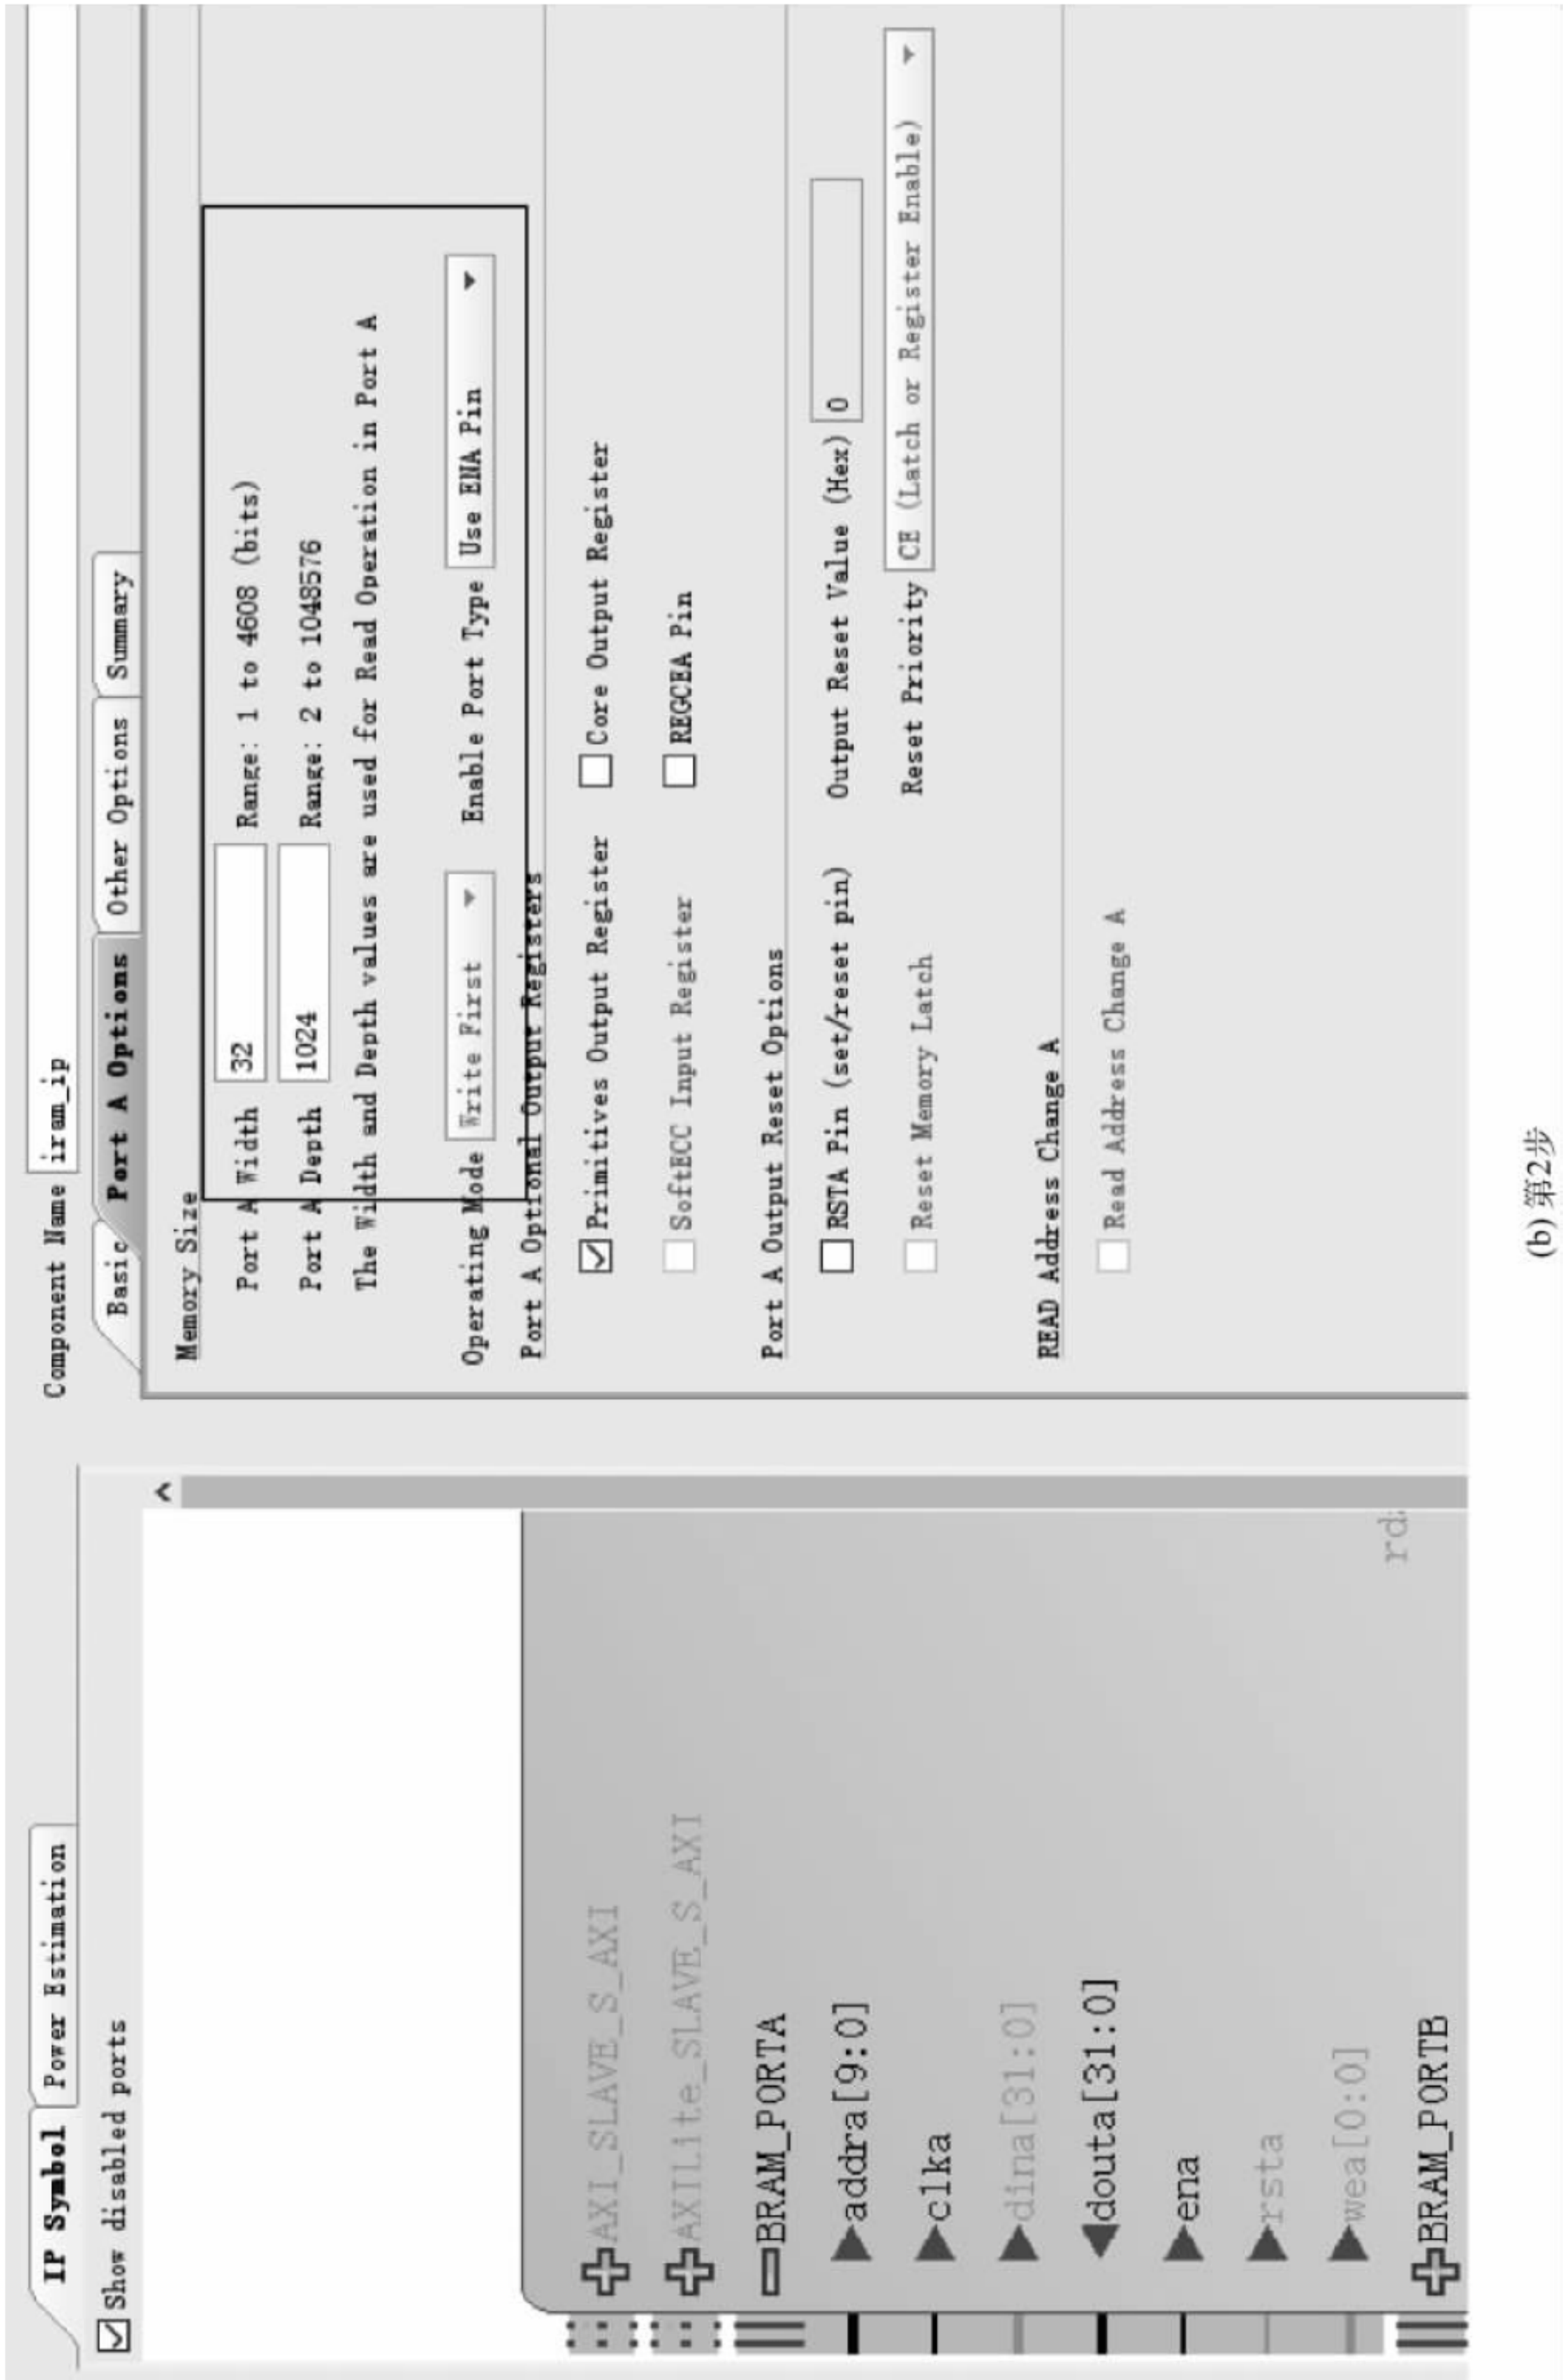 IP Symbol
Power Estimation
Show disabled ports
AXI_SLAVE_S_AXI
AXILite_SLAVE_S_AXI
BRAM_PORTA
addra[9:0]
clka
dina[31:0]
douta[31:0]
ena
rsta
wea[0:0]
BRAM_PORTB
rd
Component Name iram_ip
Basic
Port A Options
Other Options
Summary
Memory Size
Port A Width 32 Range: 1 to 4608 (bits)
Port A Depth 1024 Range: 2 to 1048576
The Width and Depth values are used for Read Operation in Port A
Operating Mode Write First Enable Port Type Use ENA Pin
Port A Optional Output Registers
Primitives Output Register Core Output Register
SoftECC Input Register REGCEA Pin
Port A Output Reset Options
RSTA Pin (set/reset pin) Output Reset Value (Hex) 0
Reset Memory Latch Reset Priority CE (Latch or Register Enable)
READ Address Change A
Read Address Change A
(b) 第2步